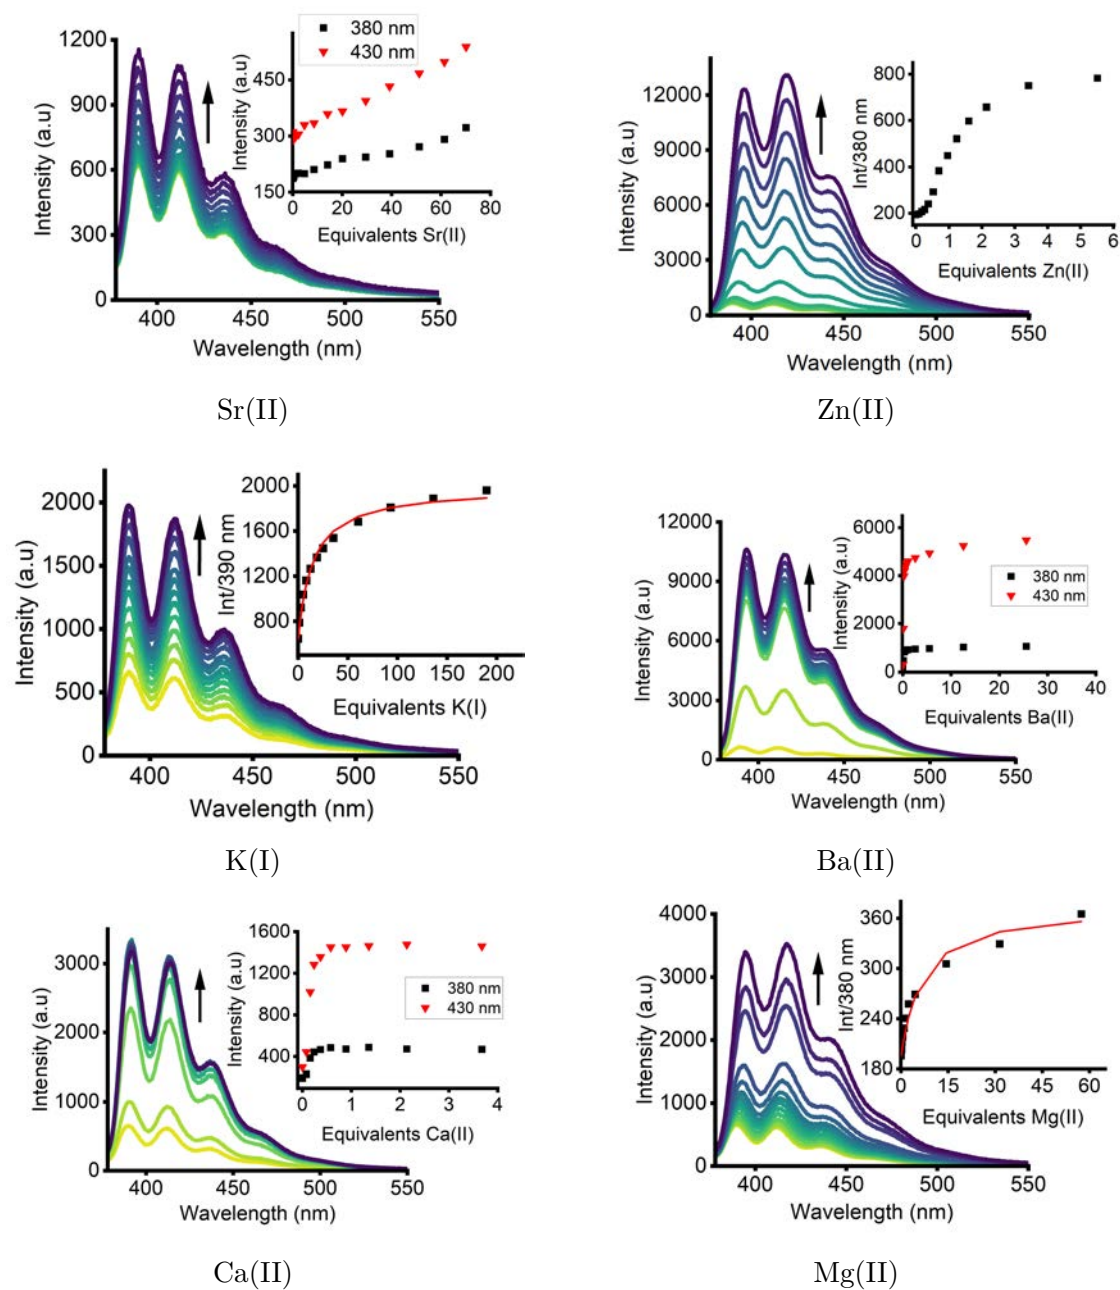 1200
900
600
300
0
Intensity (a.u)
400 450 500 550
Wavelength (nm)
380 nm
430 nm
450
300
150
Intensity (a.u)
0 20 40 60 80
Equivalents Sr(II)
Sr(II)
12000
9000
6000
3000
0
Intensity (a.u)
400 450 500 550
Wavelength (nm)
800
600
400
200
Int/380 nm
0 1 2 3 4 5 6
Equivalents Zn(II)
Zn(II)
2000
1500
1000
500
0
Intensity (a.u)
400 450 500 550
Wavelength (nm)
2000
1600
1200
800
Int/390 nm
0 50 100 150 200
Equivalents K(I)
K(I)
12000
9000
6000
3000
0
Intensity (a.u)
400 450 500 550
Wavelength (nm)
6000
4000
2000
0
Intensity (a.u)
380 nm
430 nm
0 10 20 30 40
Equivalents Ba(II)
Ba(II)
3000
2000
1000
0
Intensity (a.u)
400 450 500 550
Wavelength (nm)
1600
1200
800
400
Intensity (a.u)
380 nm
430 nm
0 1 2 3 4
Equivalents Ca(II)
Ca(II)
4000
3000
2000
1000
0
Intensity (a.u)
400 450 500 550
Wavelength (nm)
360
300
240
180
Int/380 nm
0 15 30 45 60
Equivalents Mg(II)
Mg(II)